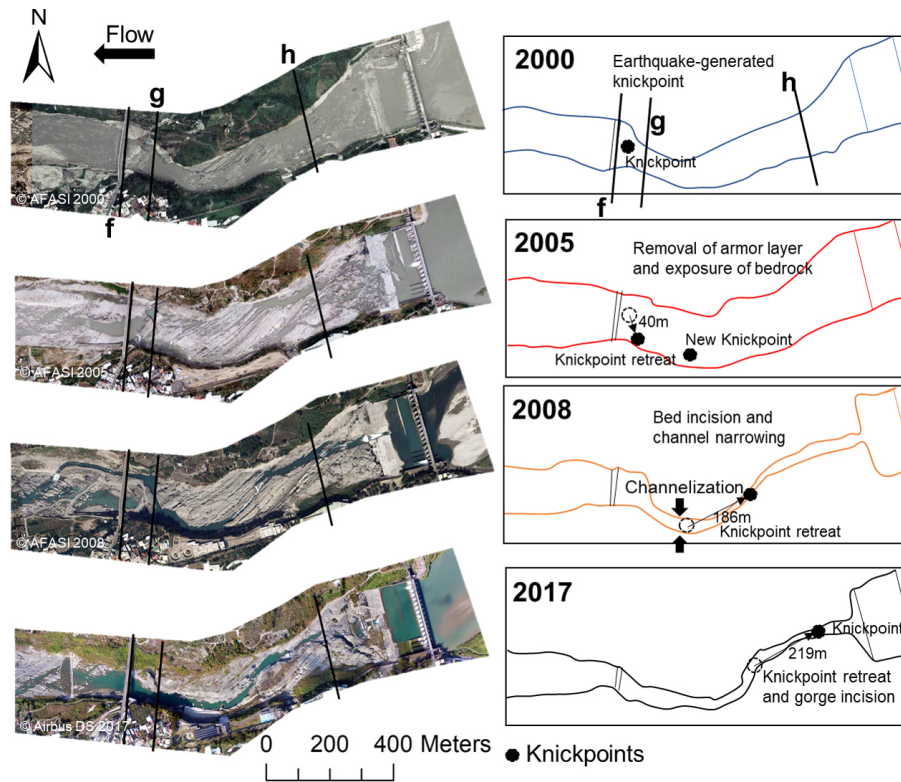 N
Flow
g
h
f
© AFASI 2000
© AFASI 2005
© AFASI 2008
© Airbus DS 2017
0 200 400 Meters
2000
Earthquake-generated
knickpoint
h
g
Knickpoint
f
2005
Removal of armor layer
and exposure of bedrock
40m
New Knickpoint
Knickpoint retreat
2008
Bed incision and
channel narrowing
Channelization
186m
Knickpoint retreat
2017
Knickpoint
219m
Knickpoint retreat
and gorge incision
Knickpoints